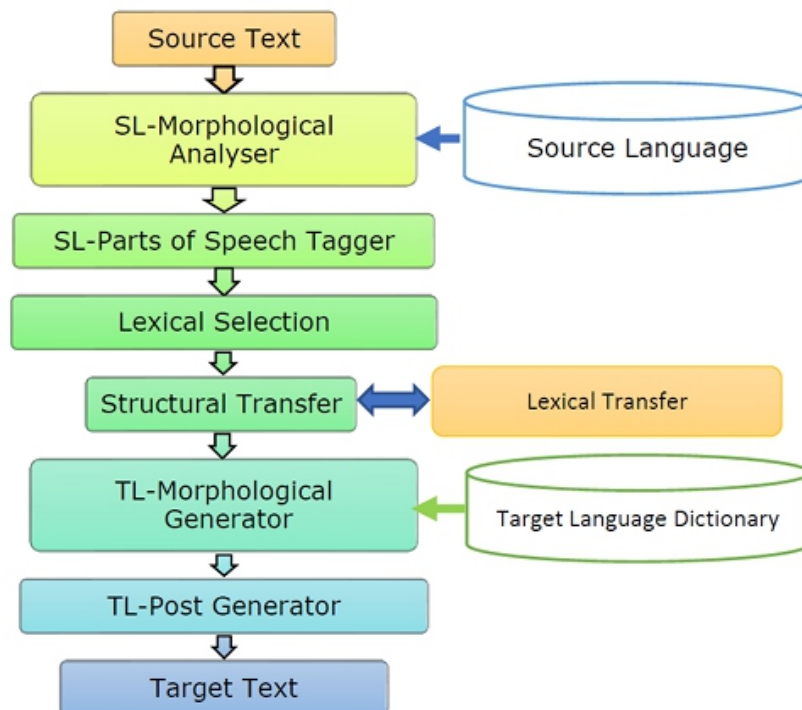 Source Text
SL-Morphological
Analyser
Source Language
SL-Parts of Speech Tagger
Lexical Selection
Structural Transfer
Lexical Transfer
TL-Morphological
Generator
Target Language Dictionary
TL-Post Generator
Target Text